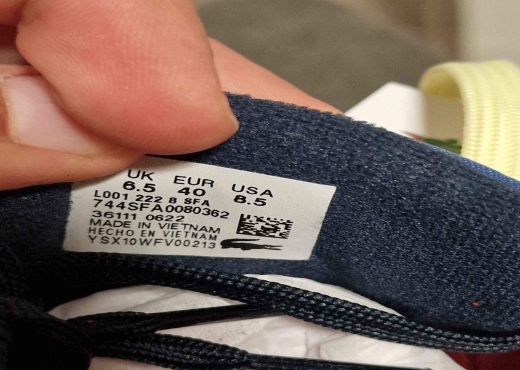 UK EUR USA
6.5 40 8.5
L001 222 8 SFA
744SFA0080362
36111 0622
MADE IN VIETNAM
HECHO EN VIETNAM
YSX10WFV00213